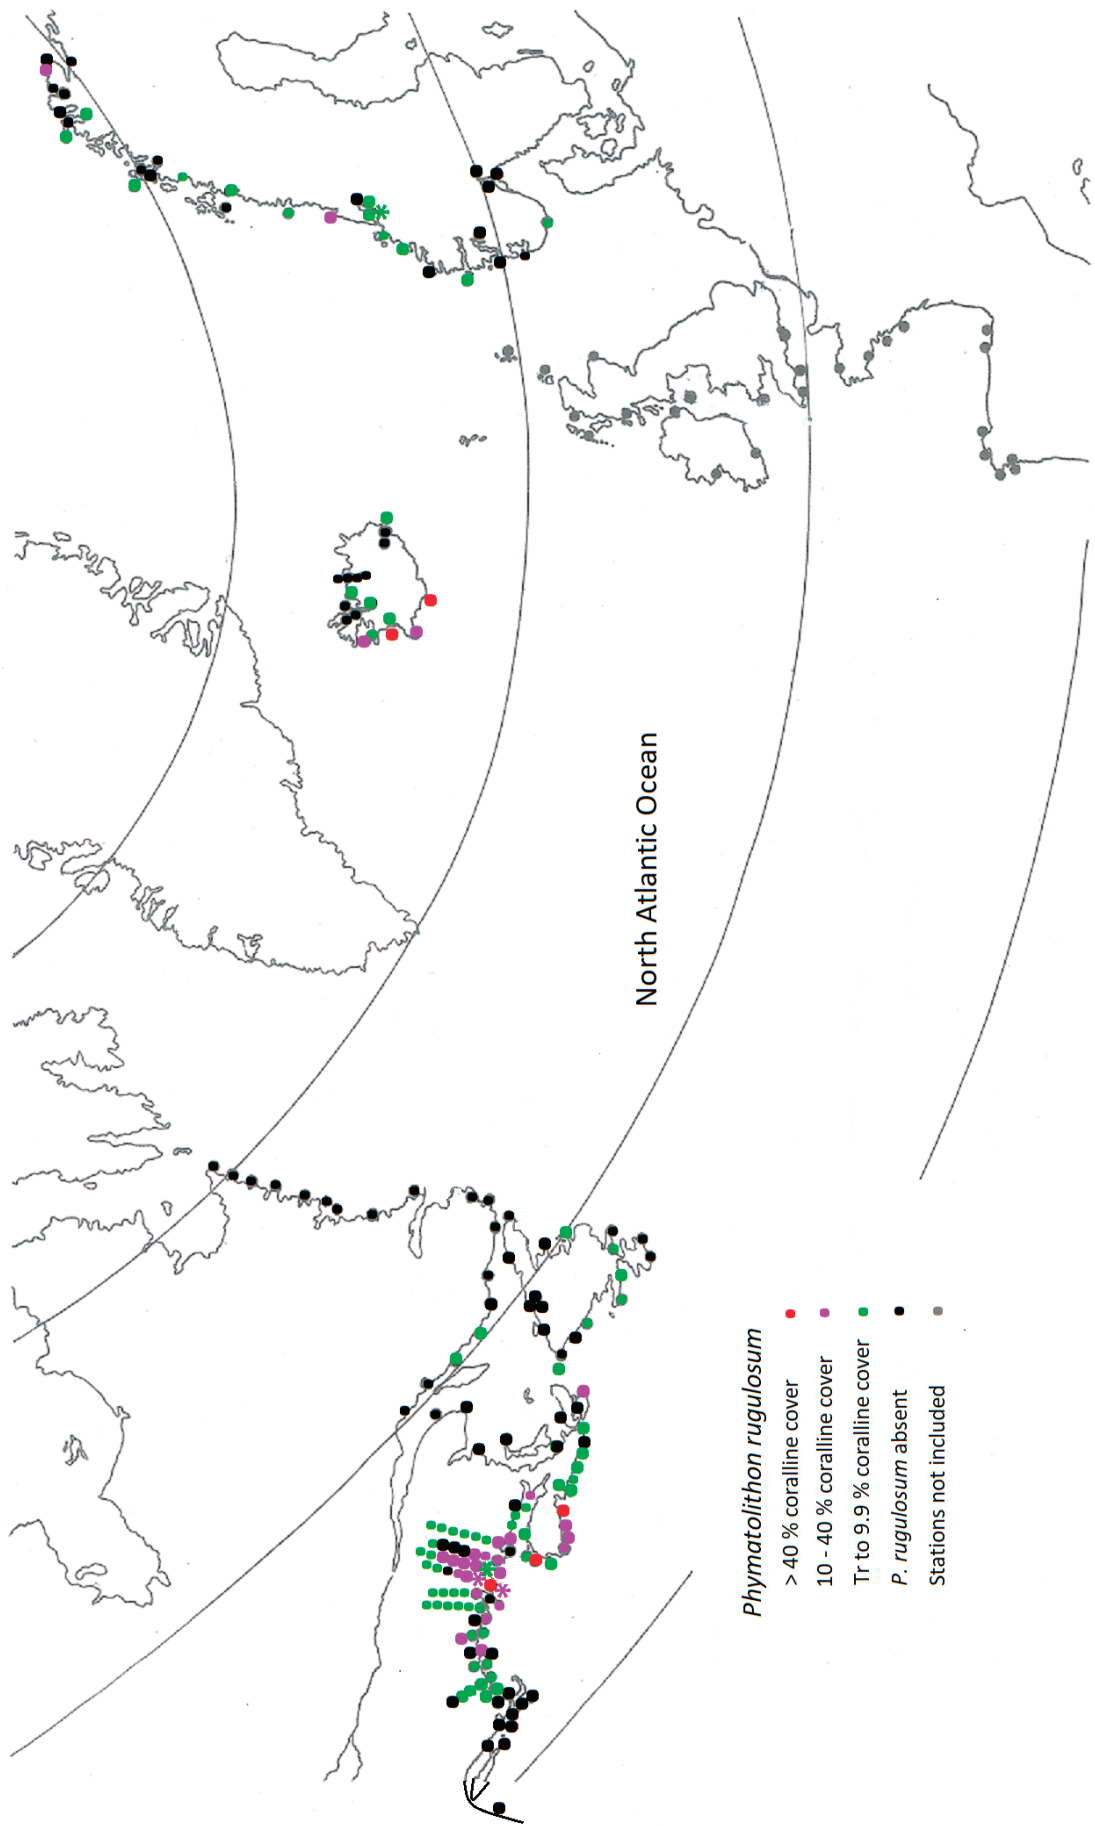 North Atlantic Ocean
Phymatolithon rugulosum
> 40 % coralline cover
10 - 40 % coralline cover
Tr to 9.9 % coralline cover
P. rugulosum absent
Stations not included